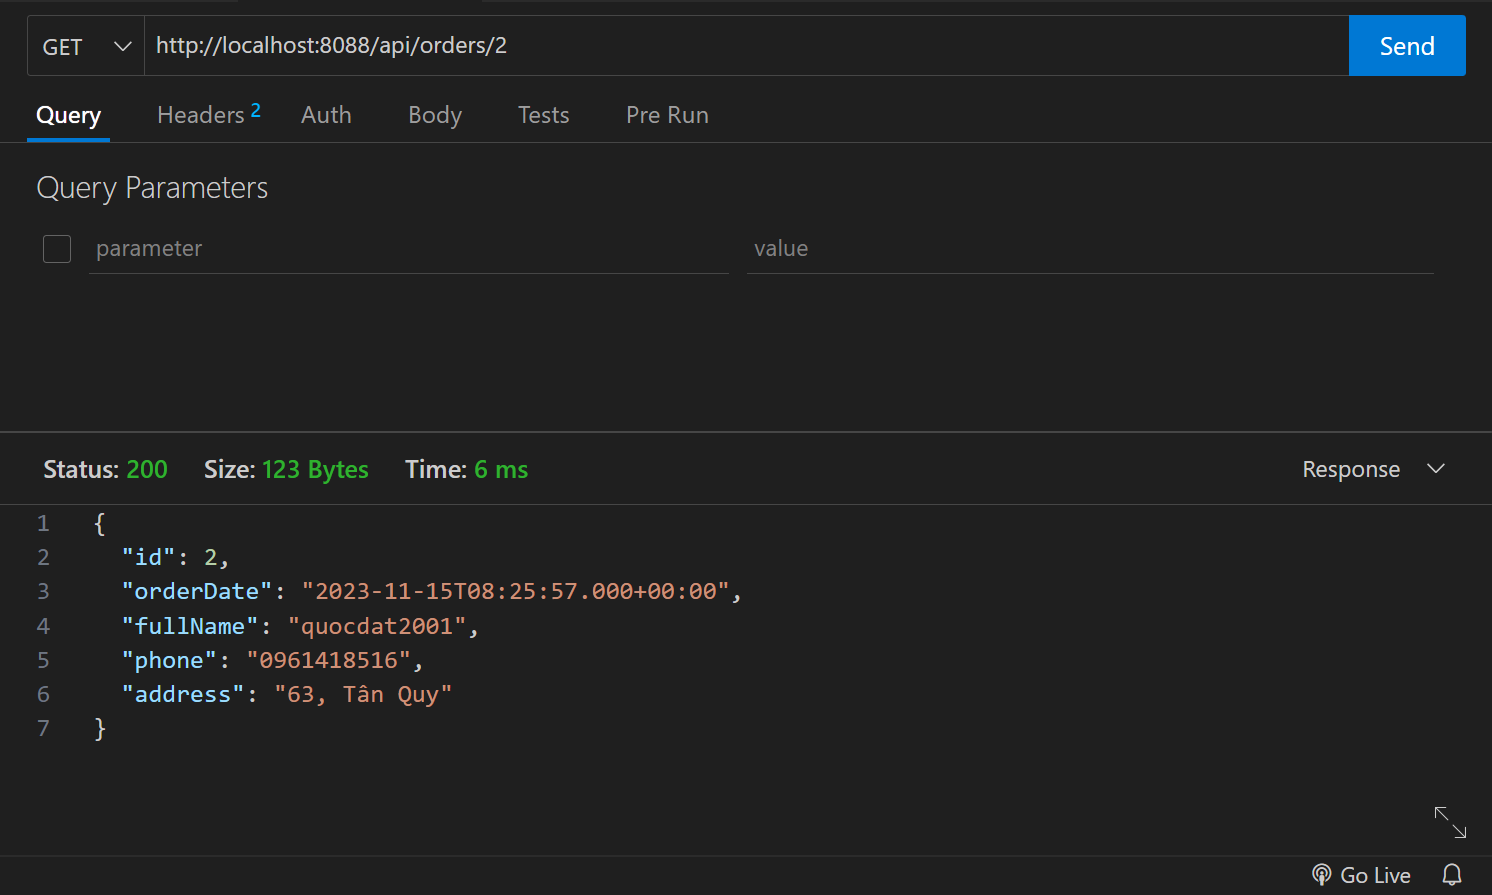 GET http://localhost:8088/api/orders/2 Send
Query Headers 2 Auth Body Tests Pre Run
Query Parameters
parameter value
Status: 200 Size: 123 Bytes Time: 6 ms Response
1 {
2 "id": 2,
3 "orderDate": "2023-11-15T08:25:57.000+00:00",
4 "fullName": "quocdat2001",
5 "phone": "0961418516",
6 "address": "63, Tân Quy"
7 }
Go Live